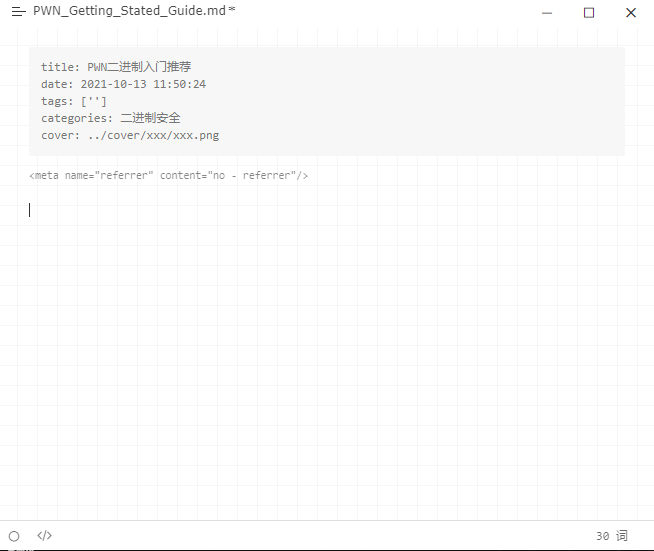 PWN_Getting_Stated_Guide.md*
title: PWN二进制入门推荐
date: 2021-10-13 11:50:24
tags: ['']
categories: 二进制安全
cover: ../cover/xxx/xxx.png
<meta name="referrer" content="no - referrer"/>
30 词